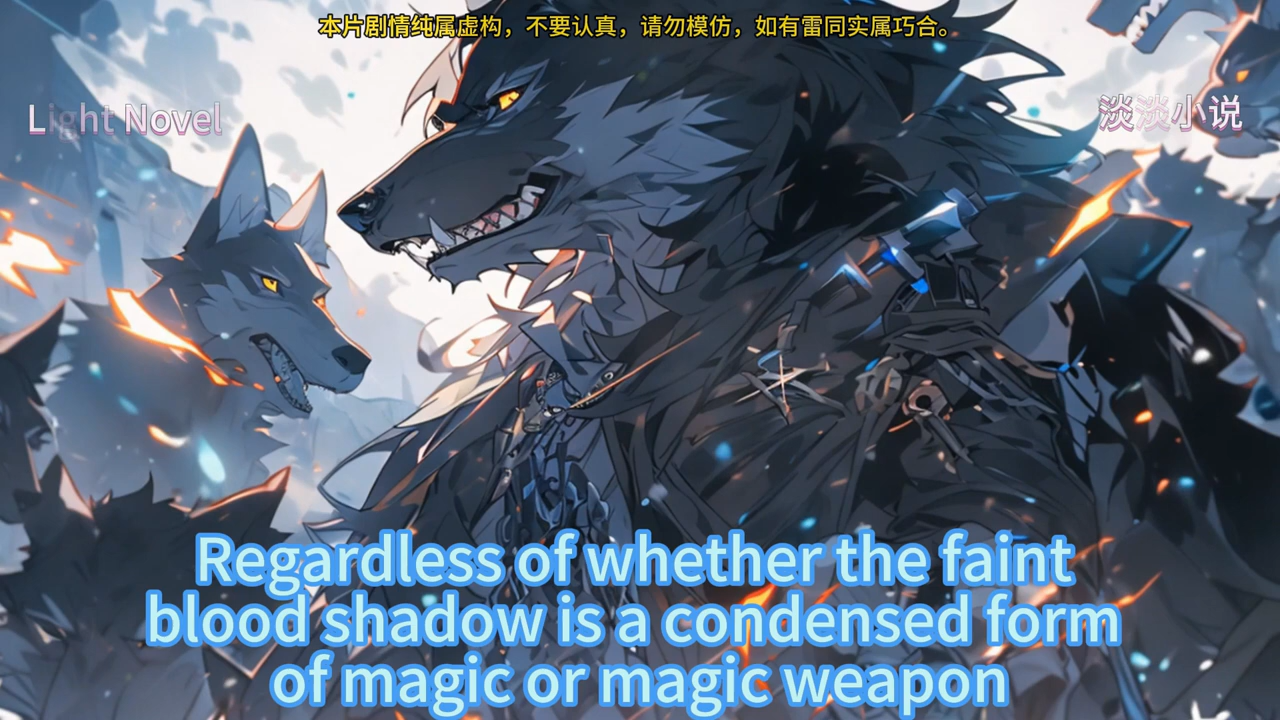 本片剧情纯属虚构，不要认真，请勿模仿，如有雷同实属巧合。
Light Novel
淡淡小说
Regardless of whether the faint
blood shadow is a condensed form
of magic or magic weapon